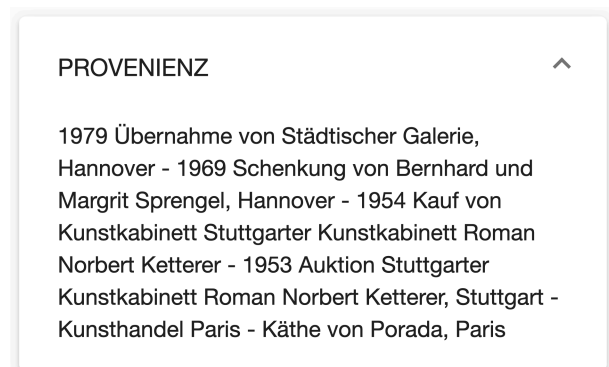 PROVENIENZ
1979 Übernahme von Städtischer Galerie,
Hannover - 1969 Schenkung von Bernhard und
Margrit Sprengel, Hannover - 1954 Kauf von
Kunstkabinett Stuttgarter Kunstkabinett Roman
Norbert Ketterer - 1953 Auktion Stuttgarter
Kunstkabinett Roman Norbert Ketterer, Stuttgart -
Kunsthandel Paris - Käthe von Porada, Paris